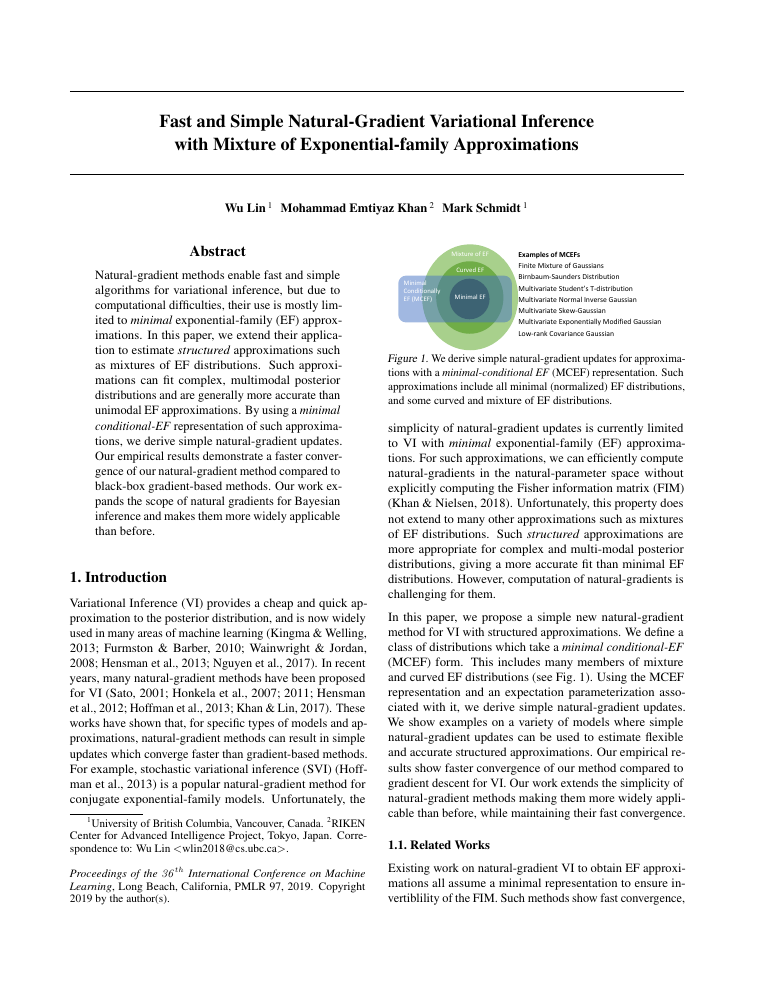 Fast and Simple Natural-Gradient Variational Inference
with Mixture of Exponential-family Approximations
Wu Lin 1 Mohammad Emtiyaz Khan 2 Mark Schmidt 1
Abstract
Natural-gradient methods enable fast and simple
algorithms for variational inference, but due to
computational difficulties, their use is mostly lim-
ited to minimal exponential-family (EF) approx-
imations. In this paper, we extend their applica-
tion to estimate structured approximations such
as mixtures of EF distributions. Such approxi-
mations can fit complex, multimodal posterior
distributions and are generally more accurate than
unimodal EF approximations. By using a minimal
conditional-EF representation of such approxima-
tions, we derive simple natural-gradient updates.
Our empirical results demonstrate a faster conver-
gence of our natural-gradient method compared to
black-box gradient-based methods. Our work ex-
pands the scope of natural gradients for Bayesian
inference and makes them more widely applicable
than before.
1. Introduction
Variational Inference (VI) provides a cheap and quick ap-
proximation to the posterior distribution, and is now widely
used in many areas of machine learning (Kingma & Welling,
2013; Furmston & Barber, 2010; Wainwright & Jordan,
2008; Hensman et al., 2013; Nguyen et al., 2017). In recent
years, many natural-gradient methods have been proposed
for VI (Sato, 2001; Honkela et al., 2007; 2011; Hensman
et al., 2012; Hoffman et al., 2013; Khan & Lin, 2017). These
works have shown that, for specific types of models and ap-
proximations, natural-gradient methods can result in simple
updates which converge faster than gradient-based methods.
For example, stochastic variational inference (SVI) (Hoff-
man et al., 2013) is a popular natural-gradient method for
conjugate exponential-family models. Unfortunately, the
1University of British Columbia, Vancouver, Canada. 2RIKEN
Center for Advanced Intelligence Project, Tokyo, Japan. Corre-
spondence to: Wu Lin <wlin2018@cs.ubc.ca>.
Proceedings of the 36th International Conference on Machine
Learning, Long Beach, California, PMLR 97, 2019. Copyright
2019 by the author(s).
Mixture of EF
Curved EF
Minimal
Conditionally
EF (MCEF)
Minimal EF
Examples of MCEFs
Finite Mixture of Gaussians
Birnbaum-Saunders Distribution
Multivariate Student's T-distribution
Multivariate Normal Inverse Gaussian
Multivariate Skew-Gaussian
Multivariate Exponentially Modified Gaussian
Low-rank Covariance Gaussian
Figure 1. We derive simple natural-gradient updates for approxima-
tions with a minimal-conditional EF (MCEF) representation. Such
approximations include all minimal (normalized) EF distributions,
and some curved and mixture of EF distributions.
simplicity of natural-gradient updates is currently limited
to VI with minimal exponential-family (EF) approxima-
tions. For such approximations, we can efficiently compute
natural-gradients in the natural-parameter space without
explicitly computing the Fisher information matrix (FIM)
(Khan & Nielsen, 2018). Unfortunately, this property does
not extend to many other approximations such as mixtures
of EF distributions. Such structured approximations are
more appropriate for complex and multi-modal posterior
distributions, giving a more accurate fit than minimal EF
distributions. However, computation of natural-gradients is
challenging for them.
In this paper, we propose a simple new natural-gradient
method for VI with structured approximations. We define a
class of distributions which take a minimal conditional-EF
(MCEF) form. This includes many members of mixture
and curved EF distributions (see Fig. 1). Using the MCEF
representation and an expectation parameterization asso-
ciated with it, we derive simple natural-gradient updates.
We show examples on a variety of models where simple
natural-gradient updates can be used to estimate flexible
and accurate structured approximations. Our empirical re-
sults show faster convergence of our method compared to
gradient descent for VI. Our work extends the simplicity of
natural-gradient methods making them more widely appli-
cable than before, while maintaining their fast convergence.
1.1. Related Works
Existing work on natural-gradient VI to obtain EF approxi-
mations all assume a minimal representation to ensure in-
vertiblility of the FIM. Such methods show fast convergence,